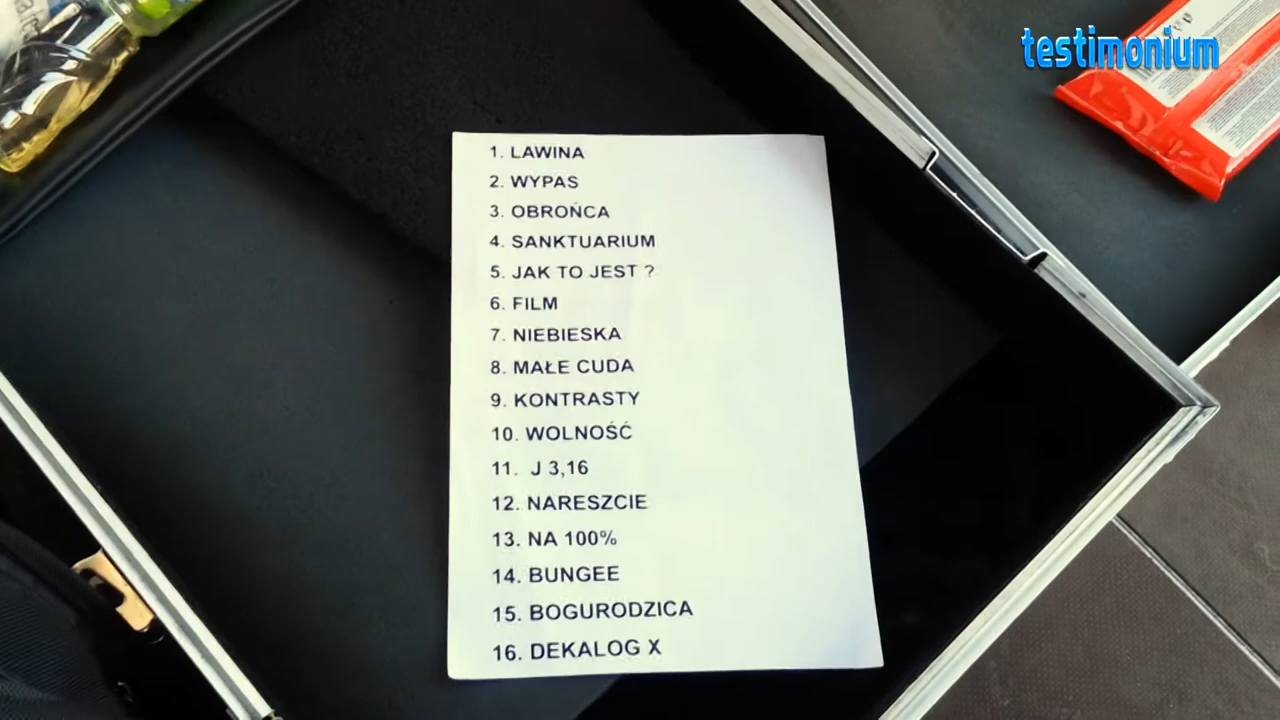 testimonium
1. LAWINA
2. WYPAS
3. OBROŃCA
4. SANKTUARIUM
5. JAK TO JEST ?
6. FILM
7. NIEBIESKA
8. MAŁE CUDA
9. KONTRASTY
10. WOLNOŚĆ
11. J 3,16
12. NARESZCIE
13. NA 100%
14. BUNGEE
15. BOGURODZICA
16. DEKALOG X